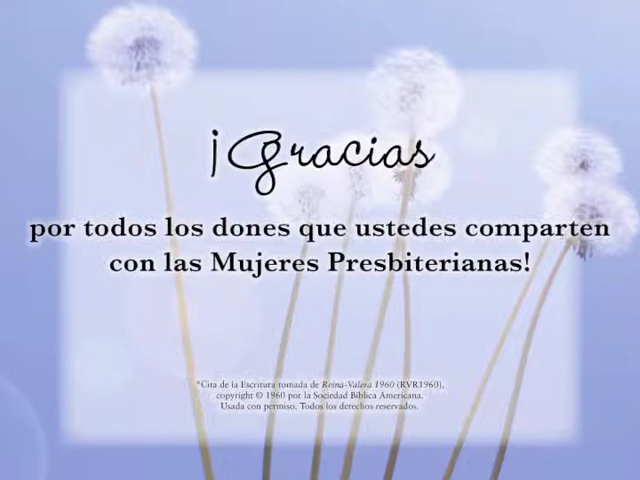 ¡Gracias
por todos los dones que ustedes comparten
con las Mujeres Presbiterianas!
*Cita de la Escritura tomada de Reina-Valera 1960 (RVR1960),
copyright © 1960 por la Sociedad Bíblica Americana.
Usada con permiso. Todos los derechos reservados.